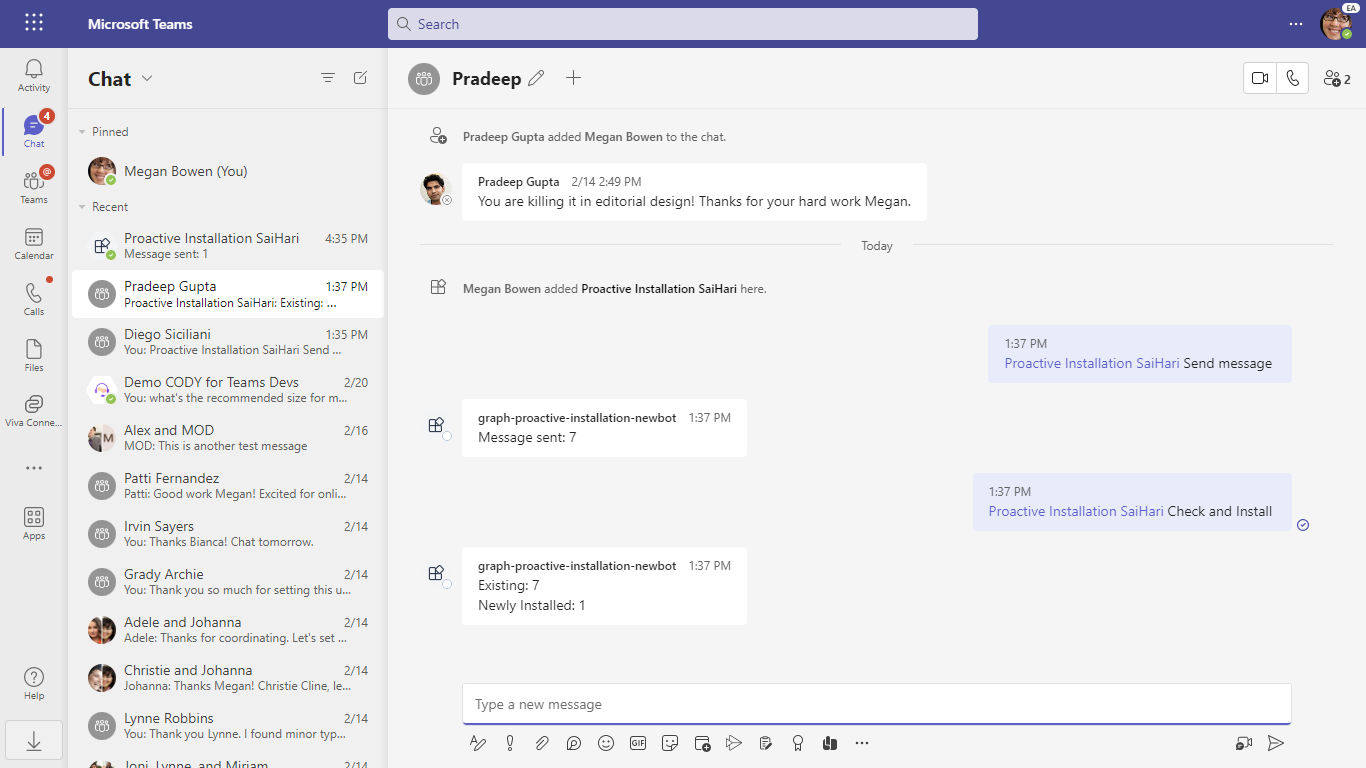 Microsoft Teams
Search
EA
Activity
4
Chat
@
Teams
Calendar
Calls
Files
Viva Conne...
Apps
Help
Chat
Pinned
Megan Bowen (You)
Recent
Proactive Installation SaiHari 4:35 PM
Message sent: 1
Pradeep Gupta 1:37 PM
Proactive Installation SaiHari: Existing: ...
Diego Siciliani 1:35 PM
You: Proactive Installation SaiHari Send ...
Demo CODY for Teams Devs 2/20
You: what's the recommended size for m...
Alex and MOD 2/16
MOD: This is another test message
M
Patti Fernandez 2/14
Patti: Good work Megan! Excited for onli...
Irvin Sayers 2/14
You: Thanks Bianca! Chat tomorrow.
Grady Archie 2/14
You: Thank you so much for setting this u...
Adele and Johanna 2/14
Adele: Thanks for coordinating. Let's set ...
Christie and Johanna 2/14
Johanna: Thanks Megan! Christie Cline, le...
Lynne Robbins 2/14
You: Thank you Lynne. I found minor typ...
Joni, Lynne, and Miriam 2/14
Pradeep
2
Pradeep Gupta added Megan Bowen to the chat.
Pradeep Gupta 2/14 2:49 PM
You are killing it in editorial design! Thanks for your hard work Megan.
Today
Megan Bowen added Proactive Installation SaiHari here.
1:37 PM
Proactive Installation SaiHari Send message
graph-proactive-installation-newbot 1:37 PM
Message sent: 7
1:37 PM
Proactive Installation SaiHari Check and Install
graph-proactive-installation-newbot 1:37 PM
Existing: 7
Newly Installed: 1
Type a new message
GIF